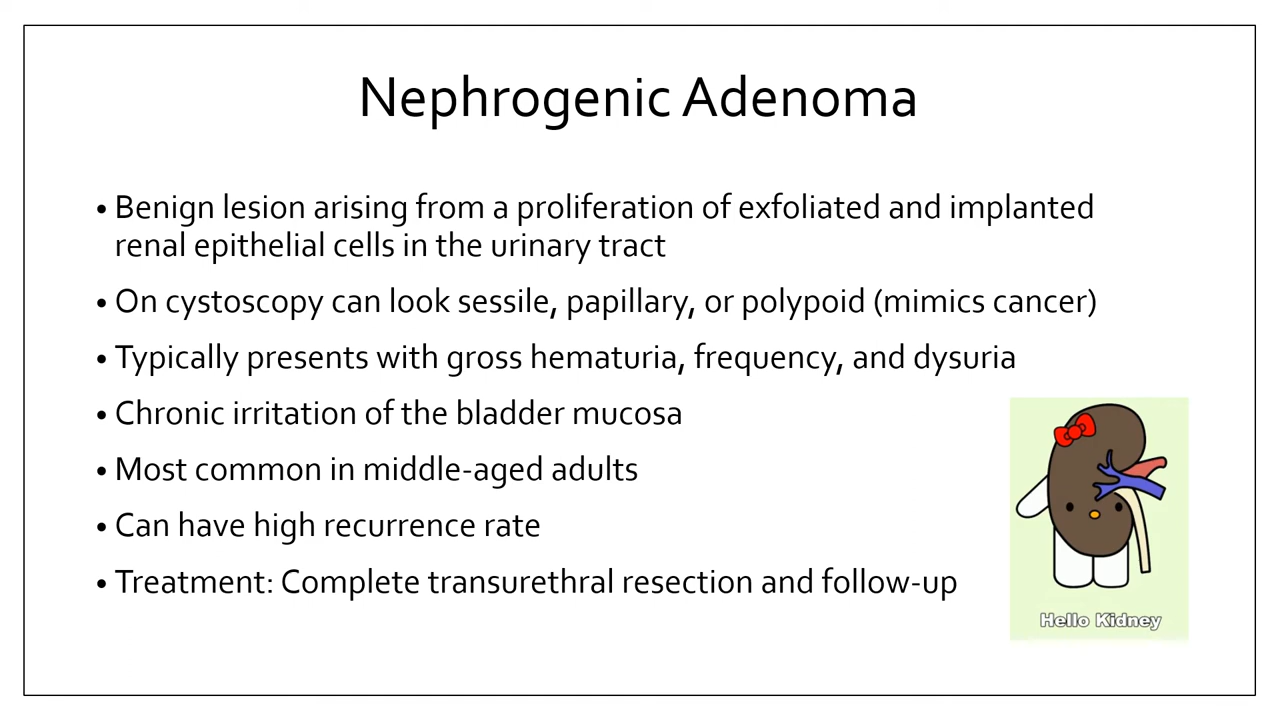 Nephrogenic Adenoma
• Benign lesion arising from a proliferation of exfoliated and implanted
renal epithelial cells in the urinary tract
• On cystoscopy can look sessile, papillary, or polypoid (mimics cancer)
• Typically presents with gross hematuria, frequency, and dysuria
• Chronic irritation of the bladder mucosa
• Most common in middle-aged adults
• Can have high recurrence rate
• Treatment: Complete transurethral resection and follow-up
Hello Kidney